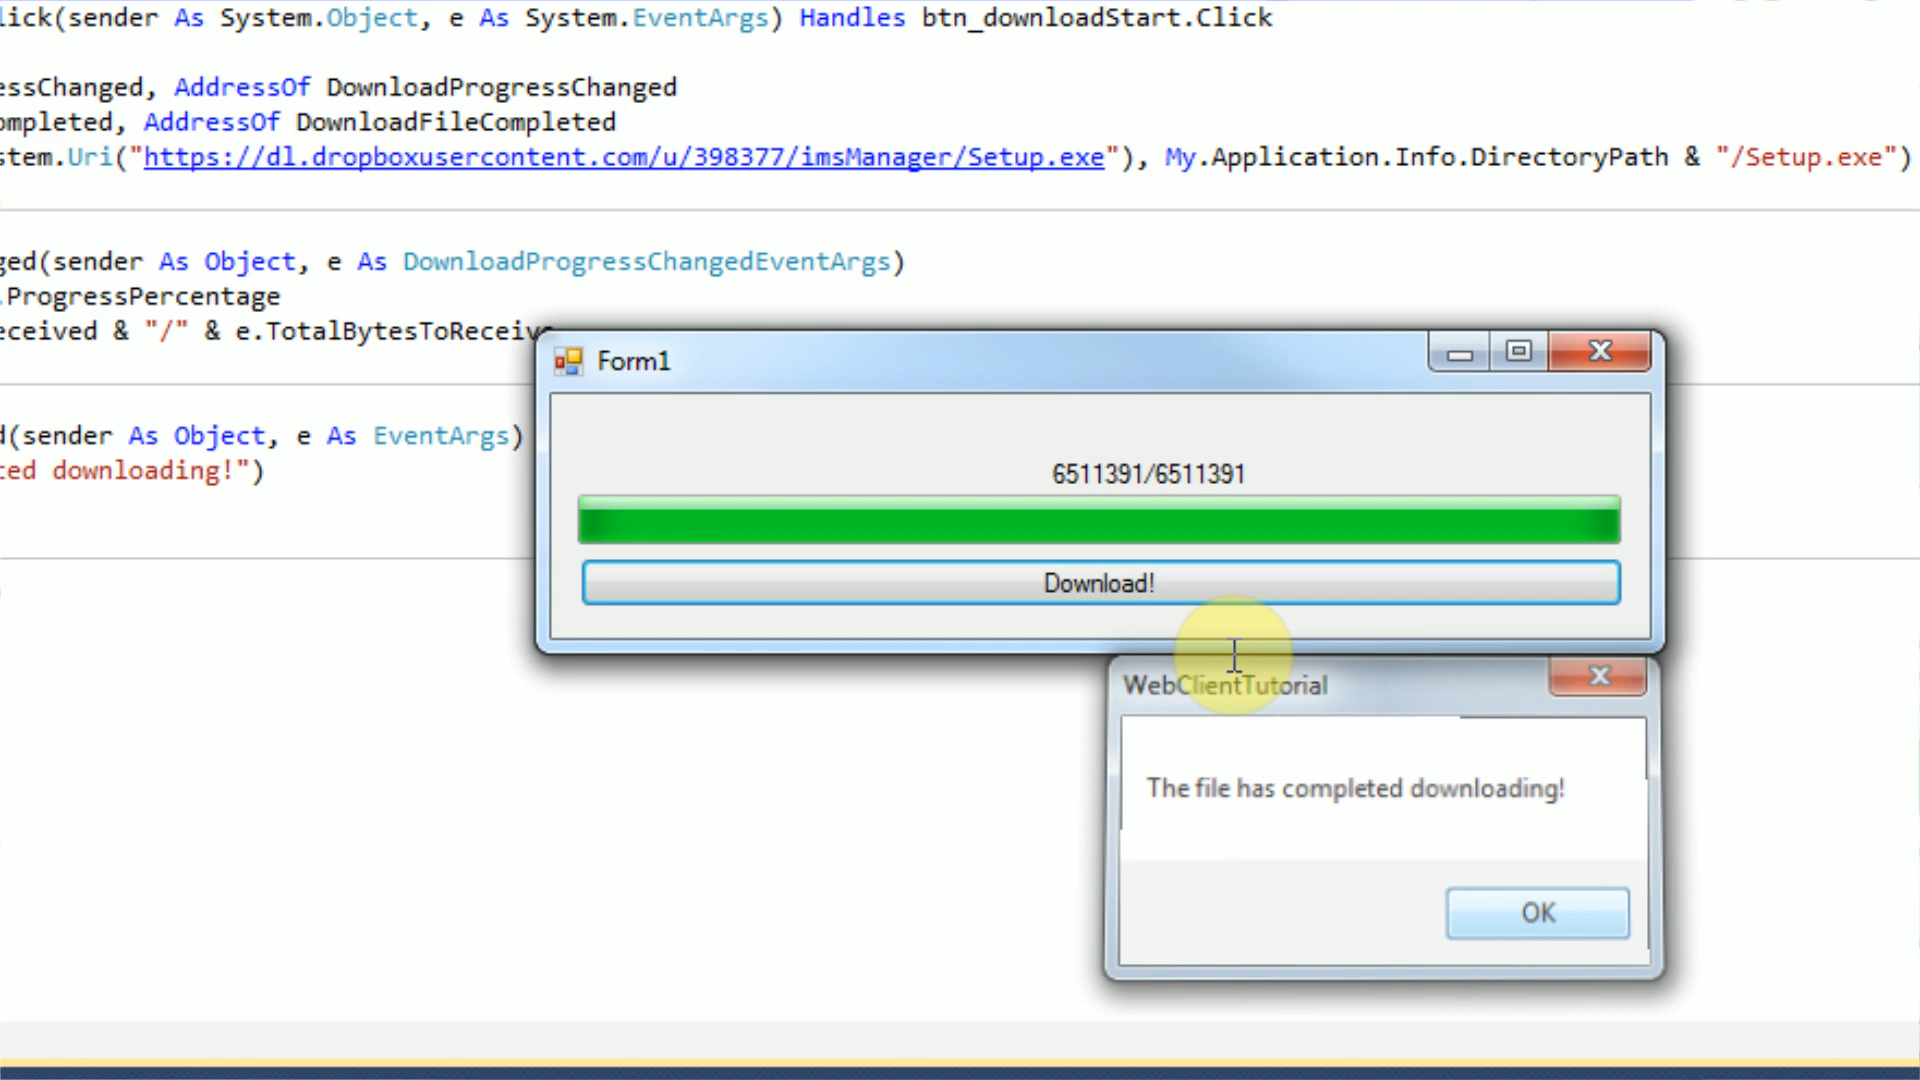 lick(sender As System.Object, e As System.EventArgs) Handles btn_downloadStart.Click
essChanged, AddressOf DownloadProgressChanged
ompleted, AddressOf DownloadFileCompleted
stem.Uri("https://dl.dropboxusercontent.com/u/398377/imsManager/Setup.exe"), My.Application.Info.DirectoryPath & "/Setup.exe")
ged(sender As Object, e As DownloadProgressChangedEventArgs)
.ProgressPercentage
eceived & "/" & e.TotalBytesToReceive
d(sender As Object, e As EventArgs)
ted downloading!")
Form1
6511391/6511391
Download!
WebClientTutorial
The file has completed downloading!
OK